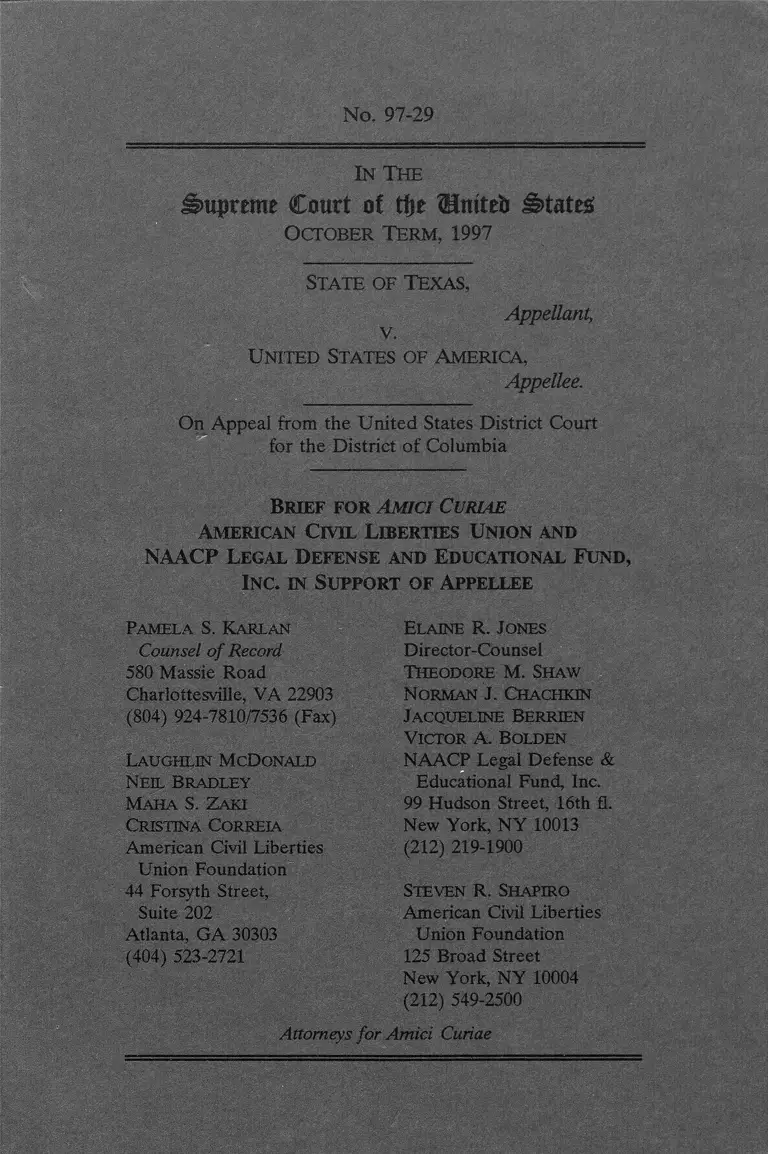 No. 97-29
IN THE
Supreme Court of the United States
OCTOBER TERM, 1997
STATE OF TEXAS,
Appellant,
v.
UNITED STATES OF AMERICA,
Appellee.
On Appeal from the United States District Court
for the District of Columbia
BRIEF FOR AMICI CURIAE
AMERICAN CIVIL LIBERTIES UNION AND
NAACP LEGAL DEFENSE AND EDUCATIONAL FUND,
INC. IN SUPPORT OF APPELLEE
PAMELA S. KARLAN
Counsel of Record
580 Massie Road
Charlottesville, VA 22903
(804) 924-7810/7536 (Fax)
LAUGHLIN MCDONALD
NEIL BRADLEY
MAHA S. ZAKI
CRISTINA CORREIA
American Civil Liberties
Union Foundation
44 Forsyth Street,
Suite 202
Atlanta, GA 30303
(404) 523-2721
ELAINE R. JONES
Director-Counsel
THEODORE M. SHAW
NORMAN J. CHACHKIN
JACQUELINE BERRIEN
VICTOR A. BOLDEN
NAACP Legal Defense &
Educational Fund, Inc.
99 Hudson Street, 16th fl.
New York, NY 10013
(212) 219-1900
STEVEN R. SHAPIRO
American Civil Liberties
Union Foundation
125 Broad Street
New York, NY 10004
(212) 549-2500
Attorneys for Amici Curiae